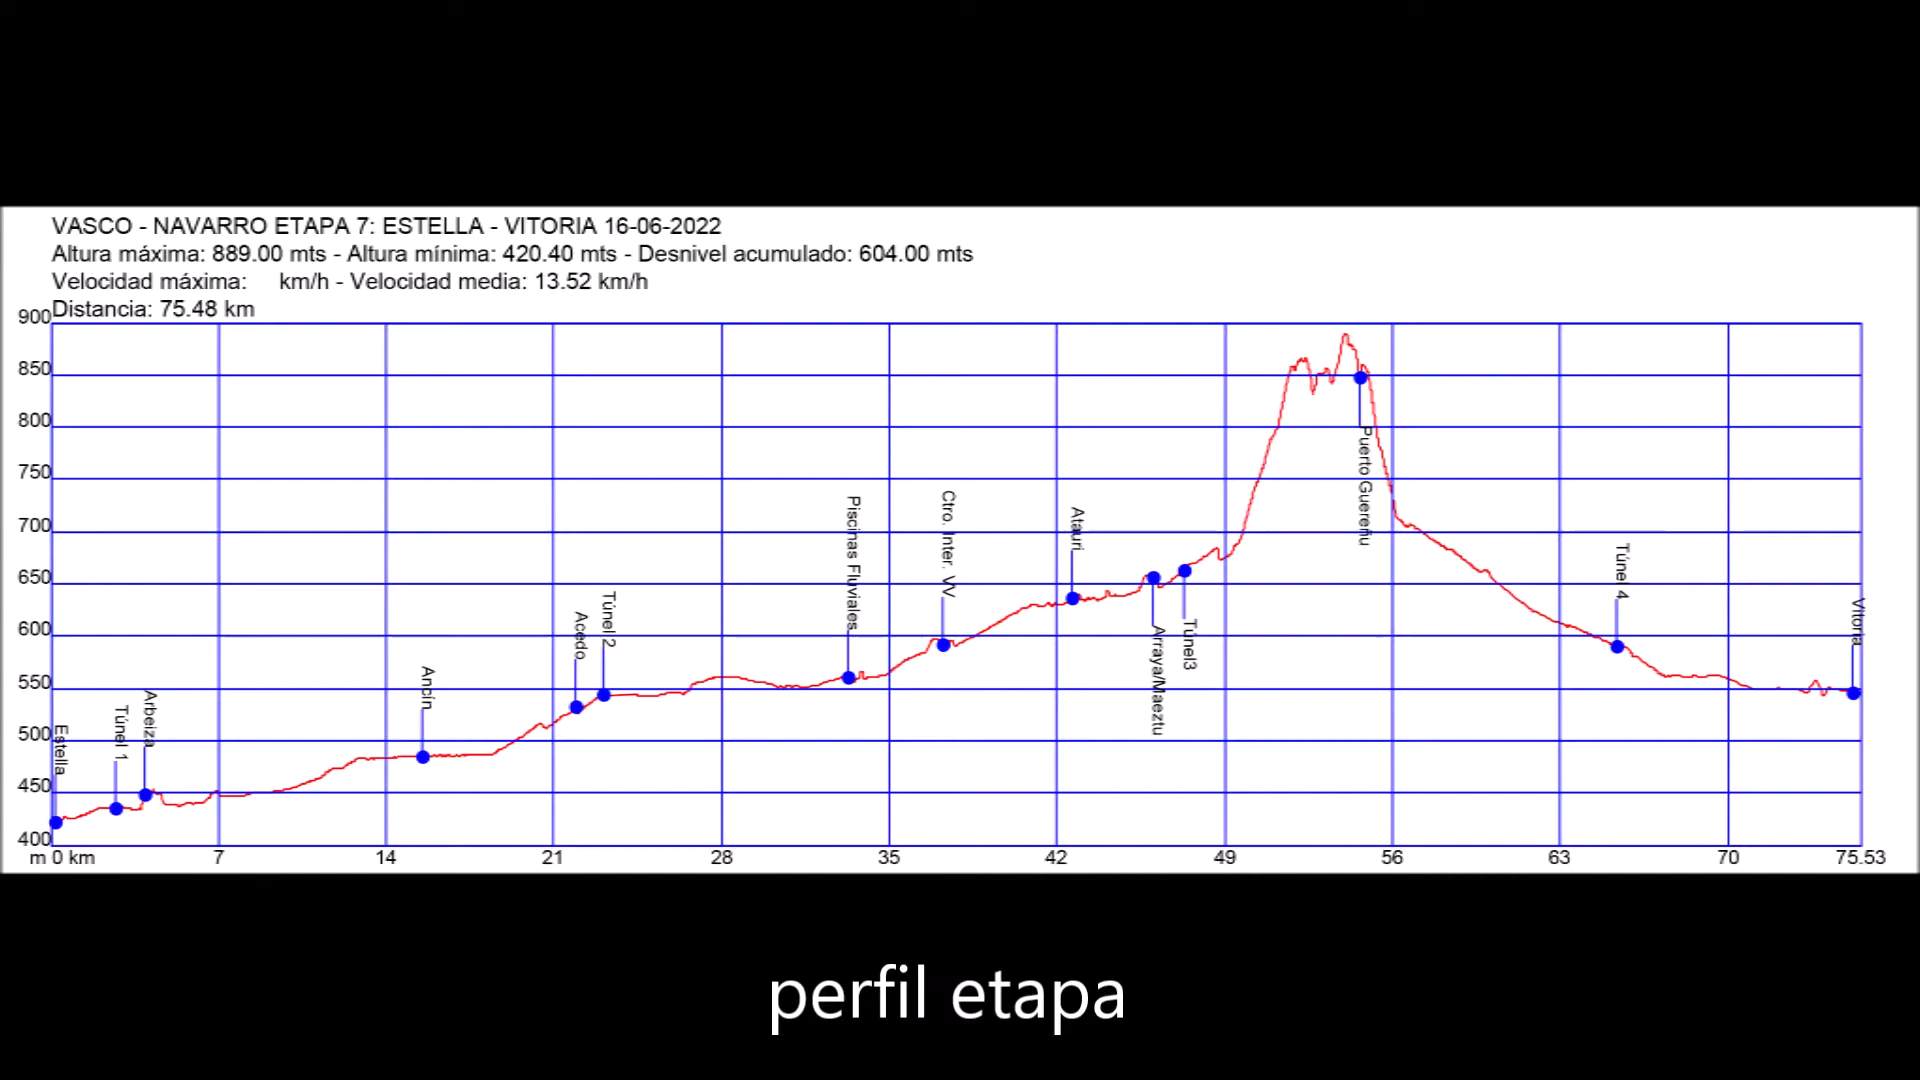 VASCO - NAVARRO ETAPA 7: ESTELLA - VITORIA 16-06-2022
Altura máxima: 889.00 mts - Altura mínima: 420.40 mts - Desnivel acumulado: 604.00 mts
Velocidad máxima: km/h - Velocidad media: 13.52 km/h
Distancia: 75.48 km
900
850
800
750
700
650
600
550
500
450
400
Estella
Túnel 1
Arbeiza
Ancín
Acedo
Túnel 2
Piscinas Fluviales
Ctro. Inter. VV
Atauri
Arraya/Maeztu
Túnel3
Puerto Guereñu
Túnel 4
Vitoria
m 0 km 7 14 21 28 35 42 49 56 63 70 75.53
perfil etapa